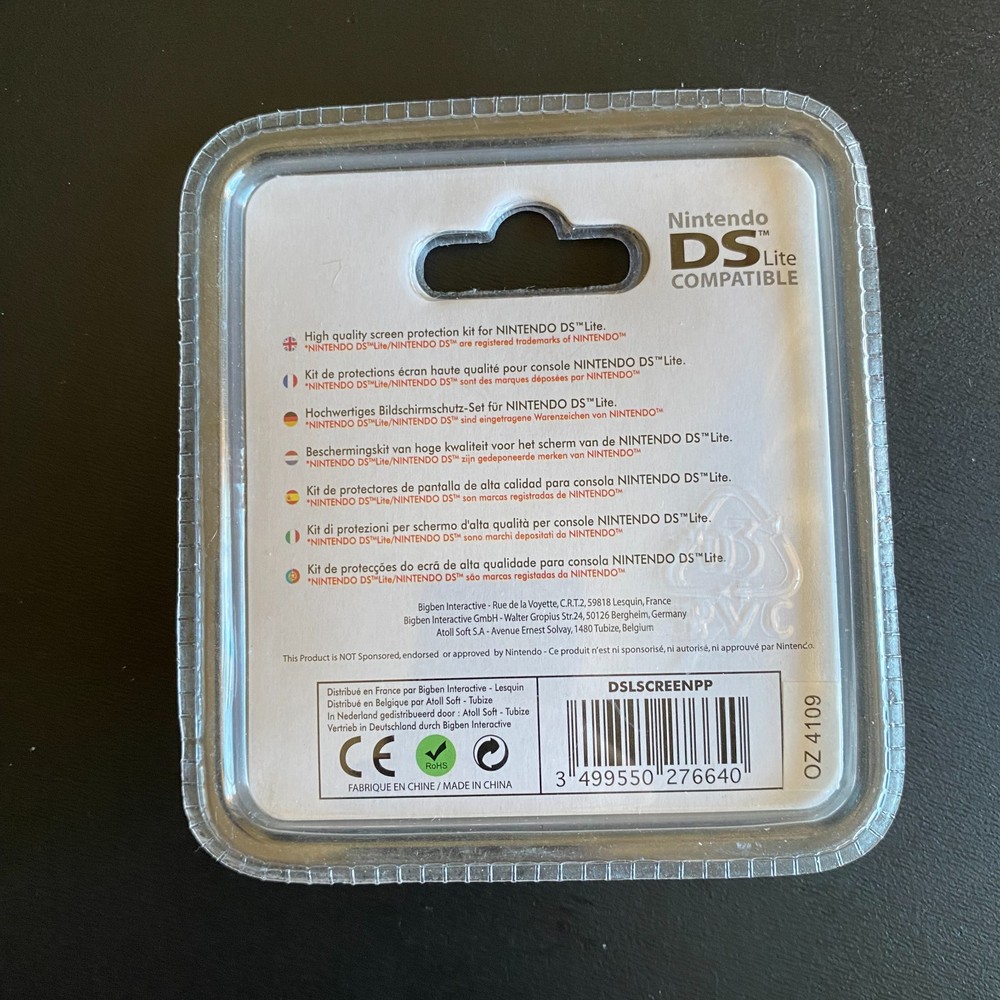 Nintendo
DS™ Lite
COMPATIBLE
High quality screen protection kit for NINTENDO DS™Lite.
*NINTENDO DS™Lite/NINTENDO DS™ are registered trademarks of NINTENDO™
Kit de protections écran haute qualité pour console NINTENDO DS™Lite.
*NINTENDO DS™Lite/NINTENDO DS™ sont des marques déposées par NINTENDO™
Hochwertiges Bildschirmschutz-Set für NINTENDO DS™Lite.
*NINTENDO DS™Lite/NINTENDO DS™ sind eingetragene Warenzeichen von NINTENDO™
Beschermingskit van hoge kwaliteit voor het scherm van de NINTENDO DS™Lite.
*NINTENDO DS™Lite/NINTENDO DS™ zijn gedeponeerde merken van NINTENDO™
Kit de protectores de pantalla de alta calidad para consola NINTENDO DS™Lite.
*NINTENDO DS™Lite/NINTENDO DS™ son marcas registradas de NINTENDO™
Kit di protezioni per schermo d'alta qualità per console NINTENDO DS™Lite.
*NINTENDO DS™Lite/NINTENDO DS™ sono marchi depositati da NINTENDO™
Kit de protecções do ecrã de alta qualidade para consola NINTENDO DS™Lite.
*NINTENDO DS™Lite/NINTENDO DS™ são marcas registadas da NINTENDO™
03
PVC
Bigben Interactive - Rue de la Voyette, C.R.T.2, 59818 Lesquin, France
Bigben Interactive GmbH - Walter Gropius Str.24, 50126 Bergheim, Germany
Atoll Soft S.A - Avenue Ernest Solvay, 1480 Tubize, Belgium
This Product is NOT Sponsored, endorsed or approved by Nintendo - Ce produit n'est ni sponsorisé, ni autorisé, ni approuvé par Nintendo.
Distribué en France par Bigben Interactive - Lesquin
Distribué en Belgique par Atoll Soft - Tubize
In Nederland gedistribueerd door : Atoll Soft - Tubize
Vertrieb in Deutschland durch Bigben Interactive
CE
RoHS
FABRIQUE EN CHINE / MADE IN CHINA
DSLSCREENPP
3 499550 276640
OZ 4109